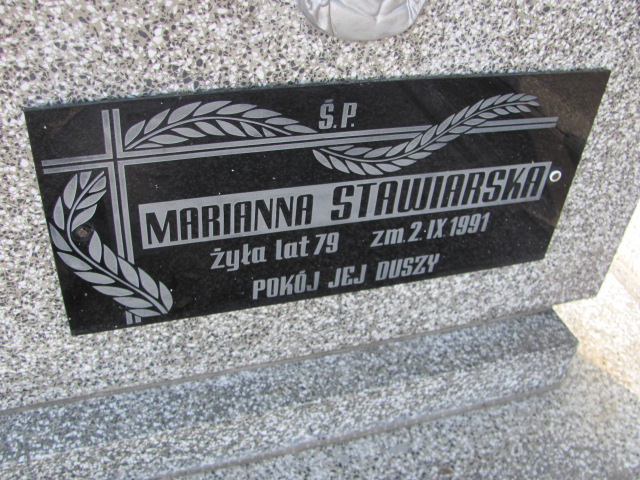 Ś.P.
MARIANNA STAWIARSKA
żyła lat 79 zm. 2.IX 1991
POKÓJ JEJ DUSZY